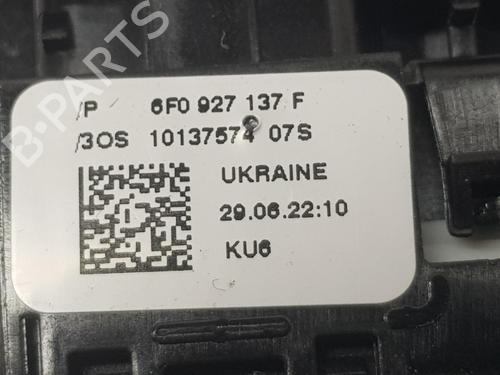 /P 6F0 927 137 F
/3OS 10137574 07S
UKRAINE
29.06.22:10
KU6
B-PARTS